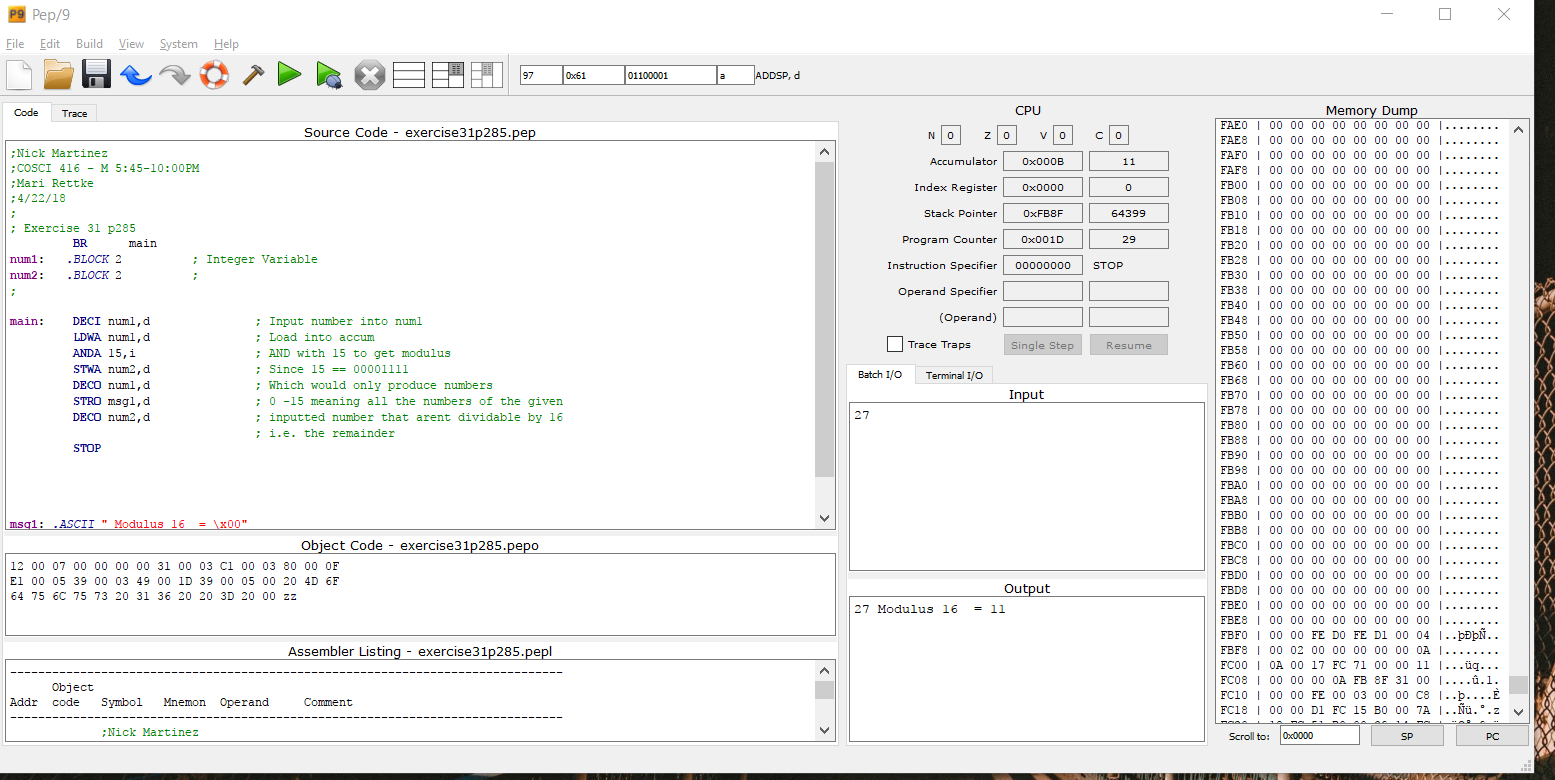 Pep/9
File Edit Build View System Help
97 0x61 01100001 a ADDSP, d
Code Trace
Source Code - exercise31p285.pep
;Nick Martinez
;COSCI 416 - M 5:45-10:00PM
;Mari Rettke
;4/22/18
;
; Exercise 31 p285
BR main
num1: .BLOCK 2 ; Integer Variable
num2: .BLOCK 2 ;
;
main: DECI num1,d ; Input number into num1
LDWA num1,d ; Load into accum
ANDA 15,i ; AND with 15 to get modulus
STWA num2,d ; Since 15 == 00001111
DECO num1,d ; Which would only produce numbers
STRO msg1,d ; 0 -15 meaning all the numbers of the given
DECO num2,d ; inputted number that arent dividable by 16
; i.e. the remainder
STOP
msg1: .ASCII " Modulus 16  = \x00"
Object Code - exercise31p285.pepo
12 00 07 00 00 00 00 31 00 03 C1 00 03 80 00 0F
E1 00 05 39 00 03 49 00 1D 39 00 05 00 20 4D 6F
64 75 6C 75 73 20 31 36 20 20 3D 20 00 zz
Assembler Listing - exercise31p285.pepl
-------------------------------------------------------------------------------
Object
Addr code Symbol Mnemon Operand Comment
-------------------------------------------------------------------------------
;Nick Martinez
CPU
N 0 Z 0 V 0 C 0
Accumulator 0x000B 11
Index Register 0x0000 0
Stack Pointer 0xFB8F 64399
Program Counter 0x001D 29
Instruction Specifier 00000000 STOP
Operand Specifier
(Operand)
Trace Traps Single Step Resume
Batch I/O Terminal I/O
Input
27
Output
27 Modulus 16  = 11
Memory Dump
FAE0 | 00 00 00 00 00 00 00 00 |........
FAE8 | 00 00 00 00 00 00 00 00 |........
FAF0 | 00 00 00 00 00 00 00 00 |........
FAF8 | 00 00 00 00 00 00 00 00 |........
FB00 | 00 00 00 00 00 00 00 00 |........
FB08 | 00 00 00 00 00 00 00 00 |........
FB10 | 00 00 00 00 00 00 00 00 |........
FB18 | 00 00 00 00 00 00 00 00 |........
FB20 | 00 00 00 00 00 00 00 00 |........
FB28 | 00 00 00 00 00 00 00 00 |........
FB30 | 00 00 00 00 00 00 00 00 |........
FB38 | 00 00 00 00 00 00 00 00 |........
FB40 | 00 00 00 00 00 00 00 00 |........
FB48 | 00 00 00 00 00 00 00 00 |........
FB50 | 00 00 00 00 00 00 00 00 |........
FB58 | 00 00 00 00 00 00 00 00 |........
FB60 | 00 00 00 00 00 00 00 00 |........
FB68 | 00 00 00 00 00 00 00 00 |........
FB70 | 00 00 00 00 00 00 00 00 |........
FB78 | 00 00 00 00 00 00 00 00 |........
FB80 | 00 00 00 00 00 00 00 00 |........
FB88 | 00 00 00 00 00 00 00 00 |........
FB90 | 00 00 00 00 00 00 00 00 |........
FB98 | 00 00 00 00 00 00 00 00 |........
FBA0 | 00 00 00 00 00 00 00 00 |........
FBA8 | 00 00 00 00 00 00 00 00 |........
FBB0 | 00 00 00 00 00 00 00 00 |........
FBB8 | 00 00 00 00 00 00 00 00 |........
FBC0 | 00 00 00 00 00 00 00 00 |........
FBC8 | 00 00 00 00 00 00 00 00 |........
FBD0 | 00 00 00 00 00 00 00 00 |........
FBD8 | 00 00 00 00 00 00 00 00 |........
FBE0 | 00 00 00 00 00 00 00 00 |........
FBE8 | 00 00 00 00 00 00 00 00 |........
FBF0 | 00 00 FE D0 FE D1 00 04 |..þÐþÑ..
FBF8 | 00 02 00 00 00 00 00 0A |........
FC00 | 0A 00 17 FC 71 00 00 11 |...üq...
FC08 | 00 00 0A FB 8F 31 00 |....û.1.
FC10 | 00 00 FE 00 03 00 00 C8 |..þ....È
FC18 | 00 00 D1 FC 15 B0 00 7A |..Ñü.°.z
Scroll to: 0x0000 SP PC